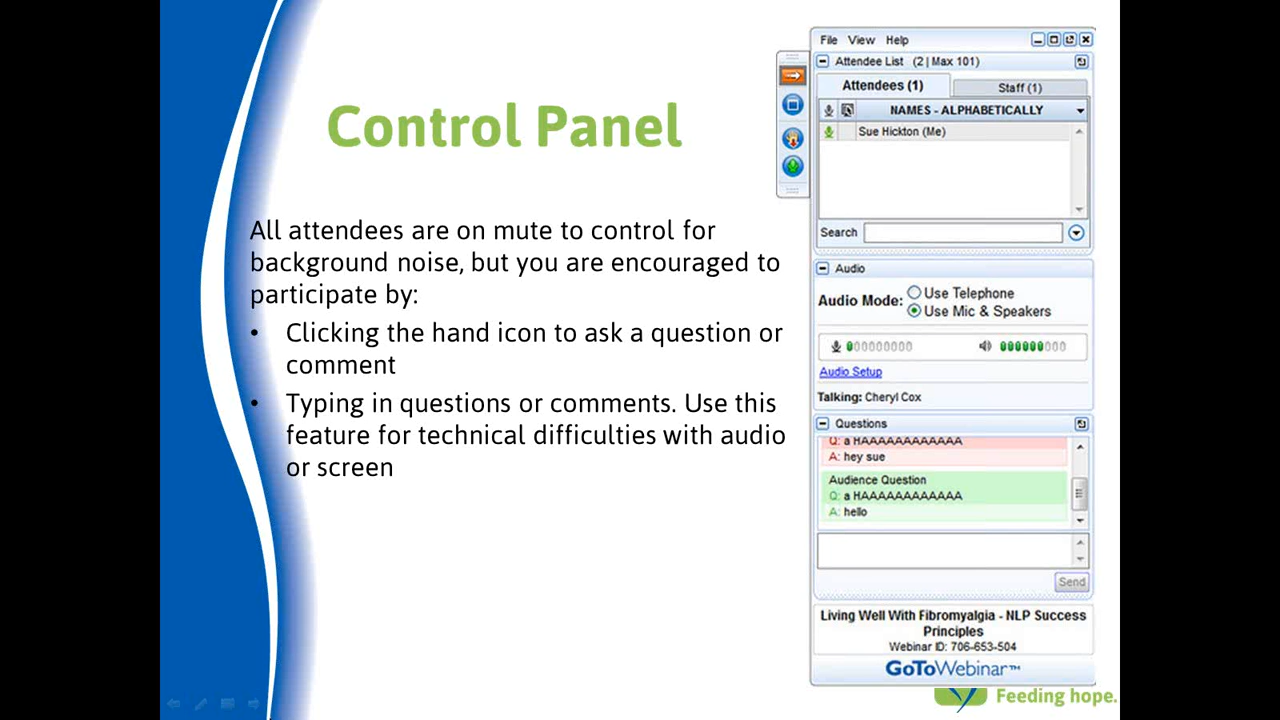 Control Panel
All attendees are on mute to control for
background noise, but you are encouraged to
participate by:
• Clicking the hand icon to ask a question or
comment
• Typing in questions or comments. Use this
feature for technical difficulties with audio
or screen
File View Help
Attendee List (2 | Max 101)
Attendees (1) Staff (1)
NAMES - ALPHABETICALLY
Sue Hickton (Me)
Search
Audio
Audio Mode: Use Telephone
Use Mic & Speakers
Audio Setup
Talking: Cheryl Cox
Questions
Q: a HAAAAAAAAAAAA
A: hey sue
Audience Question
Q: a HAAAAAAAAAAAA
A: hello
Send
Living Well With Fibromyalgia - NLP Success
Principles
Webinar ID: 706-653-504
GoToWebinar™
Feeding hope.